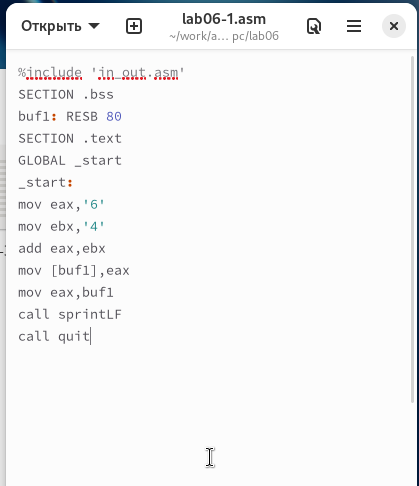 Открыть
lab06-1.asm
~/work/a... pc/lab06
%include 'in_out.asm'
SECTION .bss
buf1: RESB 80
SECTION .text
GLOBAL _start
_start:
mov eax,'6'
mov ebx,'4'
add eax,ebx
mov [buf1],eax
mov eax,buf1
call sprintLF
call quit